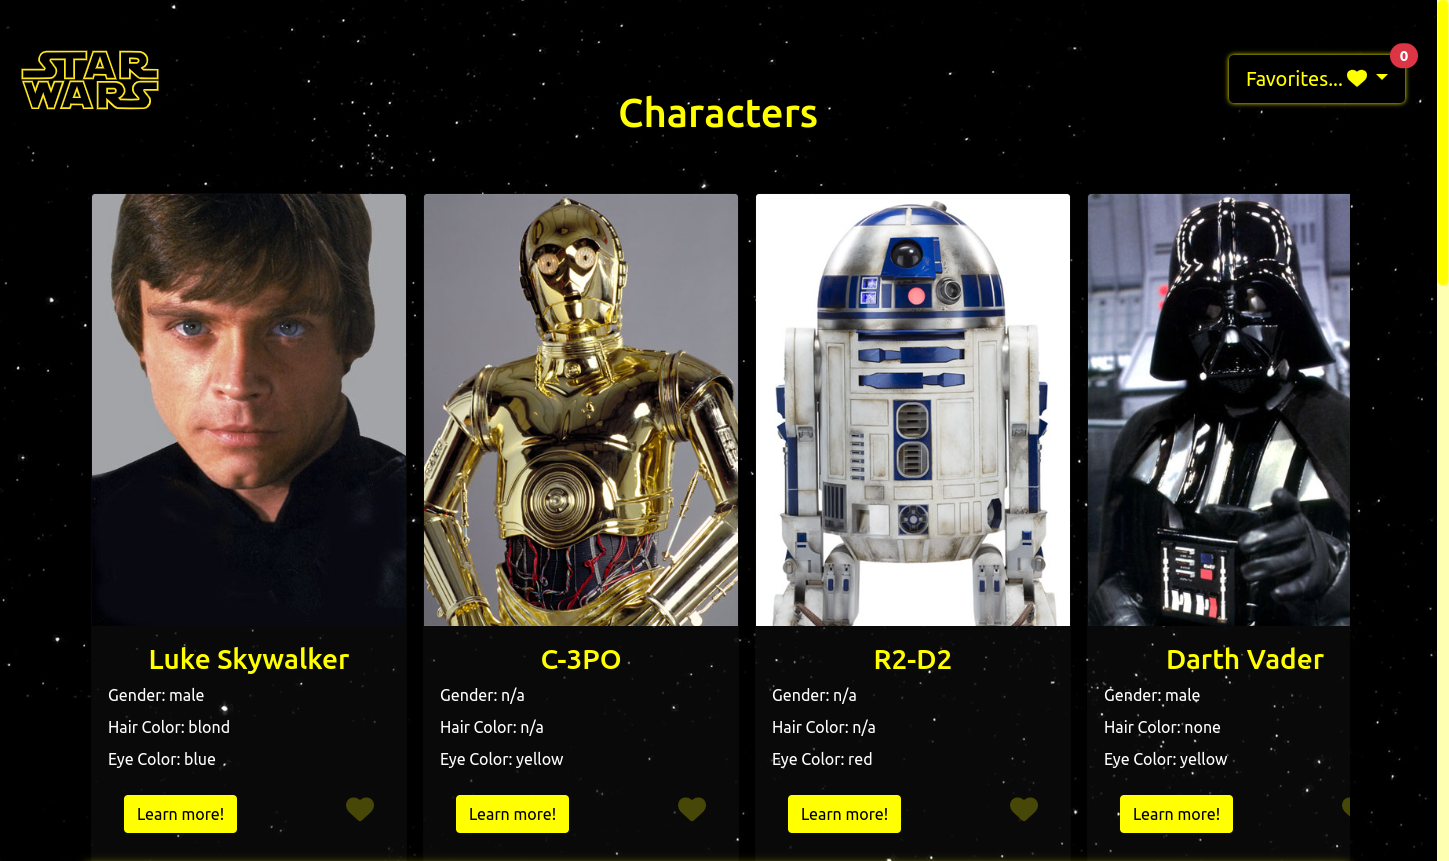 STAR
WARS
Favorites...
0
Characters
Luke Skywalker
Gender: male
Hair Color: blond
Eye Color: blue
Learn more!
C-3PO
Gender: n/a
Hair Color: n/a
Eye Color: yellow
Learn more!
R2-D2
Gender: n/a
Hair Color: n/a
Eye Color: red
Learn more!
Darth Vader
Gender: male
Hair Color: none
Eye Color: yellow
Learn more!